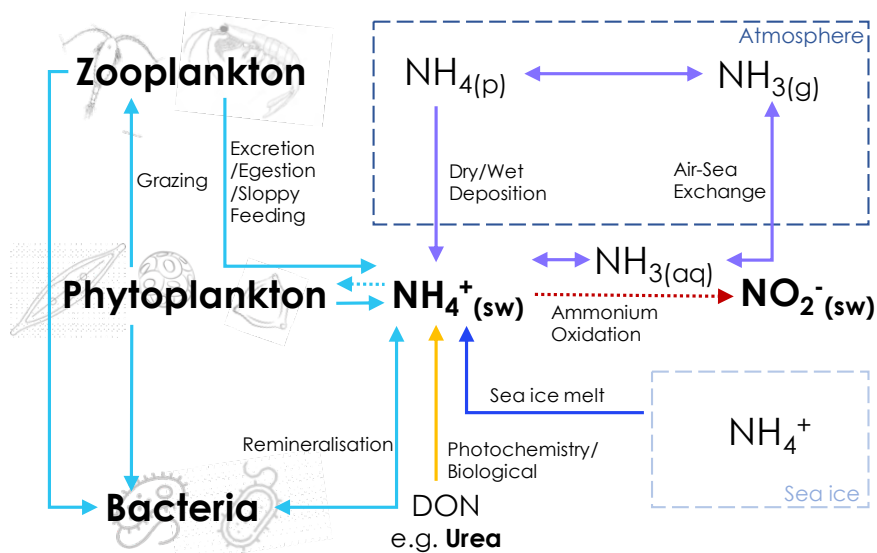 Atmosphere
Zooplankton
NH4(p)
NH3(g)
Excretion
/Egestion
/Sloppy
Feeding
Grazing
Dry/Wet
Deposition
Air-Sea
Exchange
NH3(aq)
Phytoplankton
NH4+(sw)
NO2-(sw)
Ammonium
Oxidation
Sea ice melt
NH4+
Remineralisation
Photochemistry/
Biological
Sea ice
Bacteria
DON
e.g. Urea